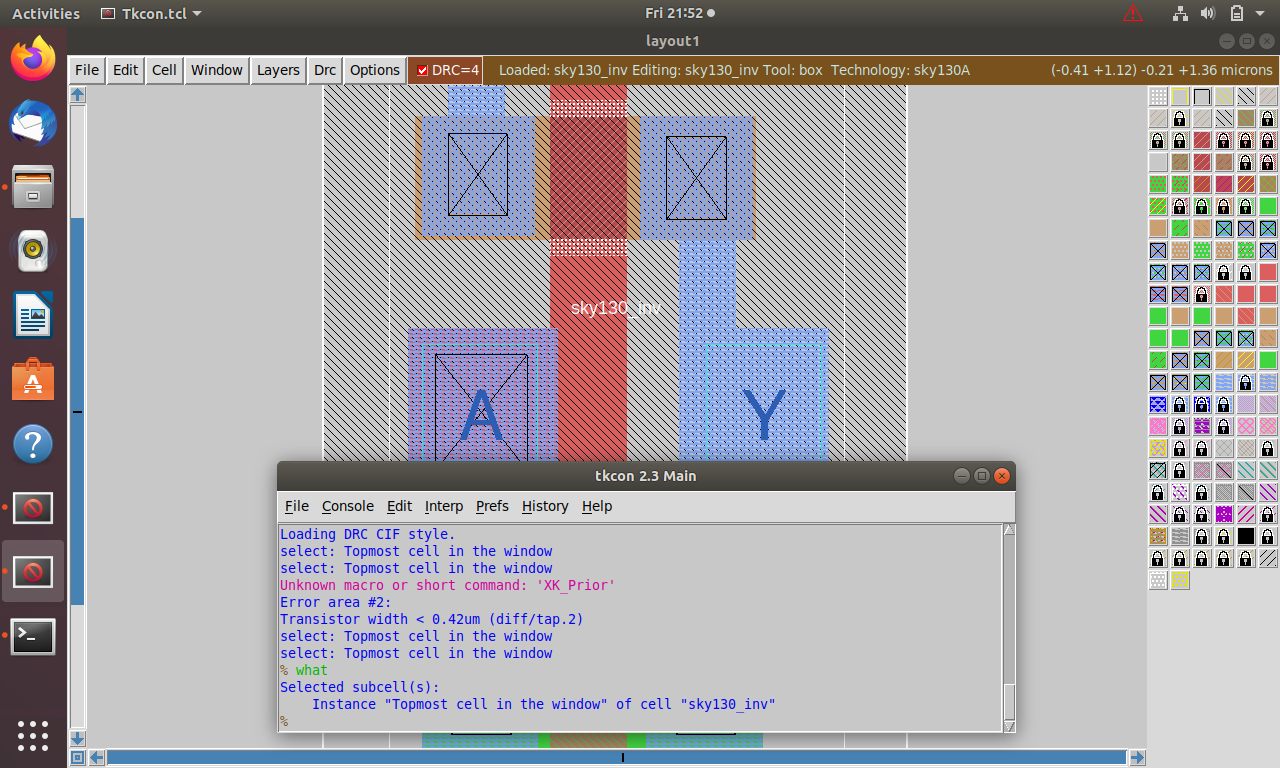 Activities
Tkcon.tcl
Fri 21:52
layout1
File
Edit
Cell
Window
Layers
Drc
Options
DRC=4
Loaded: sky130_inv Editing: sky130_inv Tool: box  Technology: sky130A
(-0.41 +1.12) -0.21 +1.36 microns
sky130_inv
A
Y
tkcon 2.3 Main
File
Console
Edit
Interp
Prefs
History
Help
Loading DRC CIF style.
select: Topmost cell in the window
select: Topmost cell in the window
Unknown macro or short command: 'XK_Prior'
Error area #2:
Transistor width < 0.42um (diff/tap.2)
select: Topmost cell in the window
select: Topmost cell in the window
% what
Selected subcell(s):
    Instance "Topmost cell in the window" of cell "sky130_inv"
%